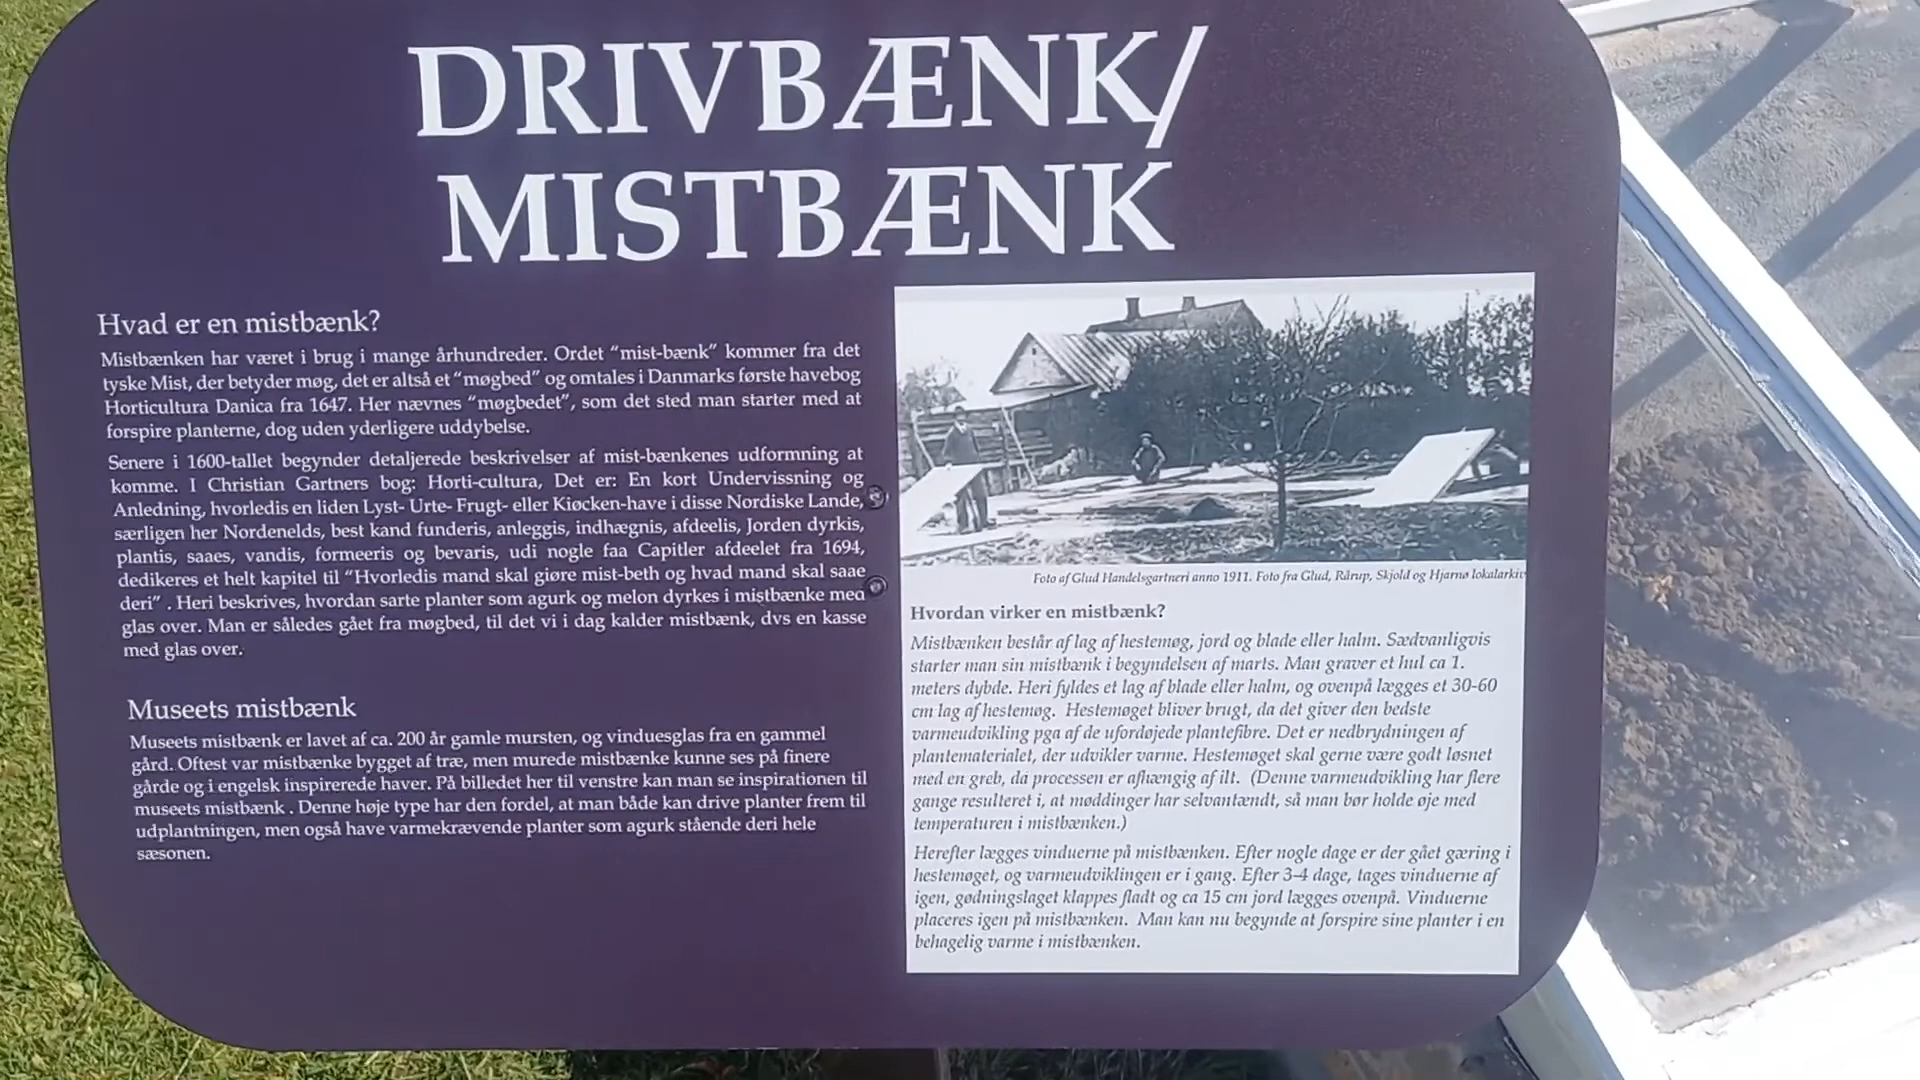 DRIVBÆNK/
MISTBÆNK
Hvad er en mistbænk?
Mistbænken har været i brug i mange århundreder. Ordet “mist-bænk” kommer fra det
tyske Mist, der betyder møg, det er altså et “møgbed” og omtales i Danmarks første havebog
Horticultura Danica fra 1647. Her nævnes “møgbedet”, som det sted man starter med at
forspire planterne, dog uden yderligere uddybelse.
Senere i 1600-tallet begynder detaljerede beskrivelser af mist-bænkenes udformning at
komme. I Christian Gartners bog: Horti-cultura, Det er: En kort Undervissning og
Anledning, hvorledis en liden Lyst- Urte- Frugt- eller Kiøcken-have i disse Nordiske Lande,
særligen her Nordenelds, best kand funderis, anleggis, indhægnis, afdeelis, Jorden dyrkis,
plantis, saaes, vandis, formeeris og bevaris, udi nogle faa Capitler afdeelet fra 1694,
dedikeres et helt kapitel til “Hvorledis mand skal giøre mist-beth og hvad mand skal saae
deri” . Heri beskrives, hvordan sarte planter som agurk og melon dyrkes i mistbænke med
glas over. Man er således gået fra møgbed, til det vi i dag kalder mistbænk, dvs en kasse
med glas over.
Museets mistbænk
Museets mistbænk er lavet af ca. 200 år gamle mursten, og vinduesglas fra en gammel
gård. Oftest var mistbænke bygget af træ, men murede mistbænke kunne ses på finere
gårde og i engelsk inspirerede haver. På billedet her til venstre kan man se inspirationen til
museets mistbænk . Denne høje type har den fordel, at man både kan drive planter frem til
udplantningen, men også have varmekrævende planter som agurk stående deri hele
sæsonen.
Foto af Glud Handelsgartneri anno 1911. Foto fra Glud, Rårup, Skjold og Hjarnø lokalarkiv
Hvordan virker en mistbænk?
Mistbænken består af lag af hestemøg, jord og blade eller halm. Sædvanligvis
starter man sin mistbænk i begyndelsen af marts. Man graver et hul ca 1.
meters dybde. Heri fyldes et lag af blade eller halm, og ovenpå lægges et 30-60
cm lag af hestemøg. Hestemøget bliver brugt, da det giver den bedste
varmeudvikling pga af de ufordøjede plantefibre. Det er nedbrydningen af
plantematerialet, der udvikler varme. Hestemøget skal gerne være godt løsnet
med en greb, da processen er afhængig af ilt. (Denne varmeudvikling har flere
gange resulteret i, at møddinger har selvantændt, så man bør holde øje med
temperaturen i mistbænken.)
Herefter lægges vinduerne på mistbænken. Efter nogle dage er der gået gæring i
hestemøget, og varmeudviklingen er i gang. Efter 3-4 dage, tages vinduerne af
igen, gødningslaget klappes fladt og ca 15 cm jord lægges ovenpå. Vinduerne
placeres igen på mistbænken. Man kan nu begynde at forspire sine planter i en
behagelig varme i mistbænken.